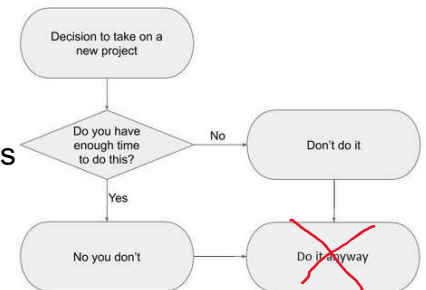 Decision to take on a
new project
Do you have
enough time
to do this?
No
Don't do it
s
Yes
No you don't
Do it anyway